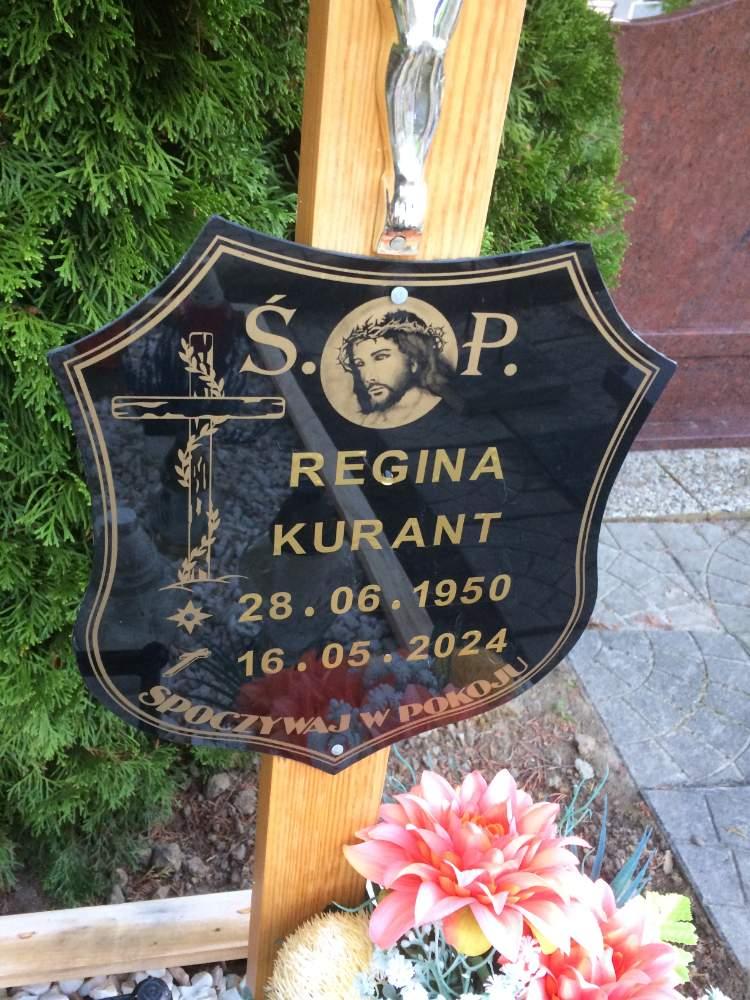 Ś. P.
REGINA
KURANT
28.06.1950
16.05.2024
SPOCZYWAJ W POKOJU